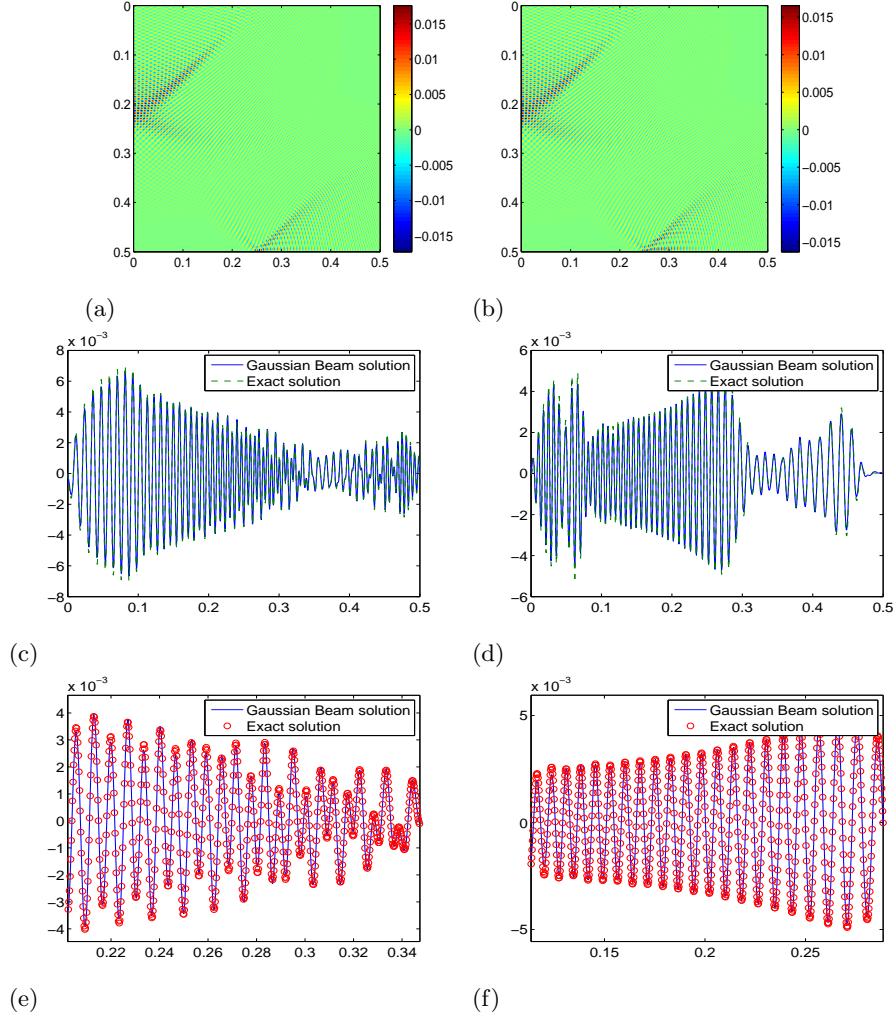 0
0.1
0.2
0.3
0.4
0.5
0 0.1 0.2 0.3 0.4 0.5
0.015
0.01
0.005
0
−0.005
−0.01
−0.015
(a)
0
0.1
0.2
0.3
0.4
0.5
0 0.1 0.2 0.3 0.4 0.5
0.015
0.01
0.005
0
−0.005
−0.01
−0.015
(b)
x 10⁻³
8
6
4
2
0
−2
−4
−6
−8
0 0.1 0.2 0.3 0.4 0.5
Gaussian Beam solution
Exact solution
(c)
x 10⁻³
6
4
2
0
−2
−4
−6
0 0.1 0.2 0.3 0.4 0.5
Gaussian Beam solution
Exact solution
(d)
x 10⁻³
4
3
2
1
0
−1
−2
−3
−4
0.22 0.24 0.26 0.28 0.3 0.32 0.34
Gaussian Beam solution
Exact solution
(e)
x 10⁻³
5
0
−5
0.15 0.2 0.25
Gaussian Beam solution
Exact solution
(f)